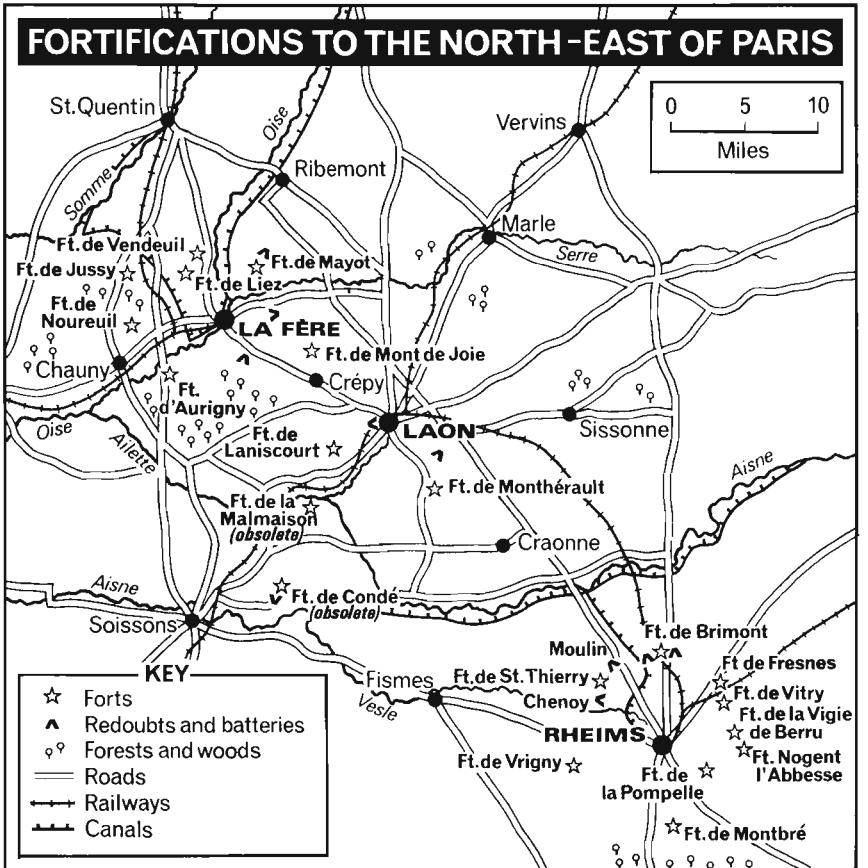 FORTIFICATIONS TO THE NORTH-EAST OF PARIS
0 5 10
Miles
St.Quentin
Oise
Vervins
Ribemont
Somme
Marle
Serre
Ft.de Vendeuil
Ft.de Jussy
Ft.de Mayot
Ft.de Liez
Ft.de
Noureuil
LA FÈRE
Ft.de Mont de Joie
Chauny
Crépy
Ft.
d'Aurigny
Oise
Ailette
LAON
Sissonne
Ft.de
Laniscourt
Aisne
Ft.de Monthérault
Ft.de la
Malmaison
(obsolete)
Craonne
Aisne
Ft.de Condé
(obsolete)
Soissons
Ft.de Brimont
Moulin
Ft de Fresnes
Fismes
Ft.de St.Thierry
Ft.de Vitry
Chenoy
Vesle
Ft.de la Vigie
de Berru
RHEIMS
Ft. Nogent
l'Abbesse
Ft.de Vrigny
Ft.de
la Pompelle
Ft.de Montbré
KEY
Forts
Redoubts and batteries
Forests and woods
Roads
Railways
Canals